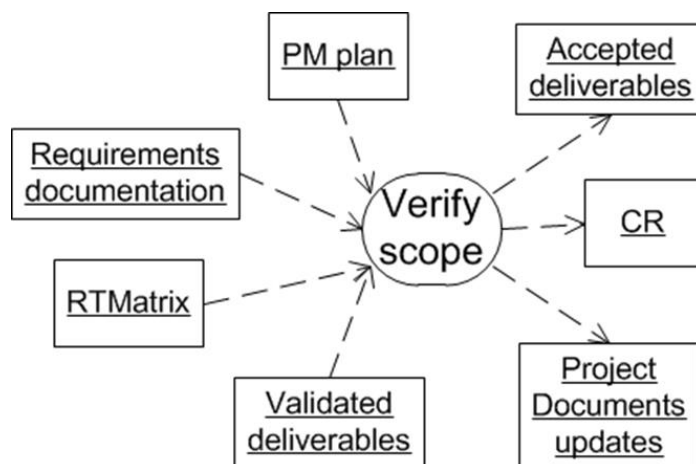 PM plan
Accepted
deliverables
Requirements
documentation
Verify
scope
CR
RTMatrix
Validated
deliverables
Project
Documents
updates